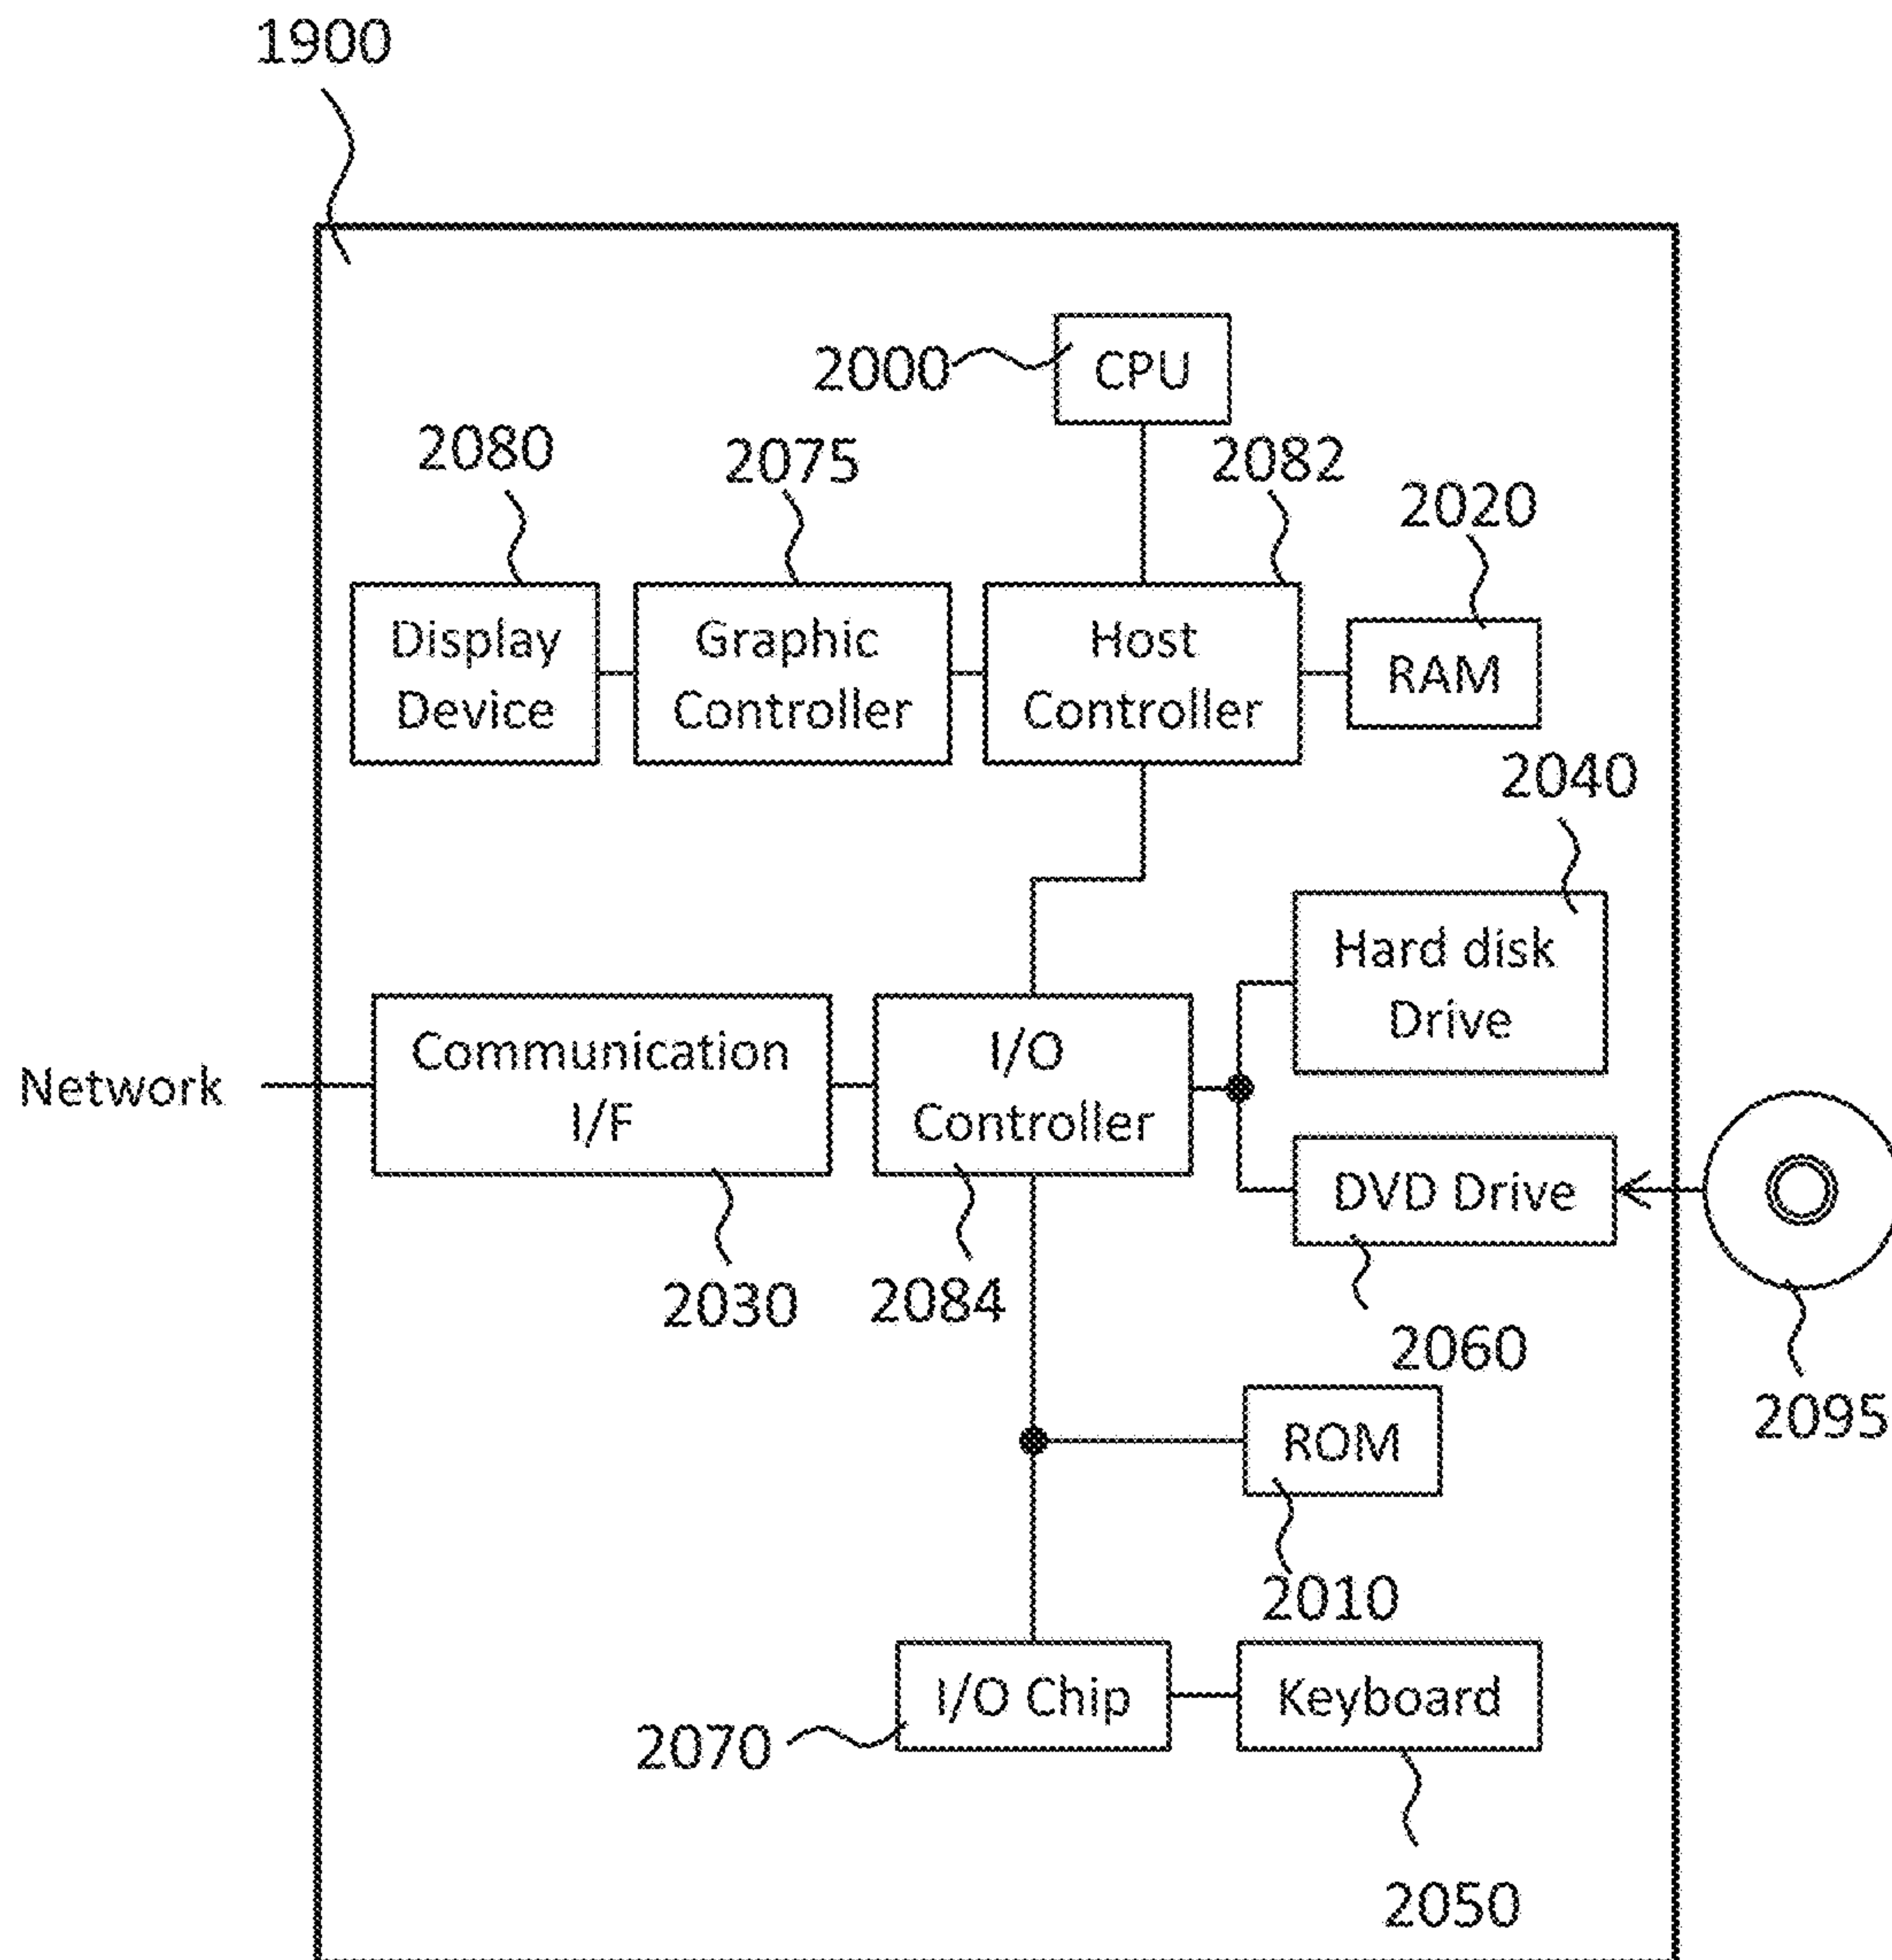 1900
2000
CPU
2080
2075
2082
2020
Display
Device
Graphic
Controller
Host
Controller
RAM
2040
Hard disk
Drive
Network
Communication
I/F
I/O
Controller
DVD Drive
2030
2084
2060
2095
ROM
2010
I/O Chip
Keyboard
2070
2050